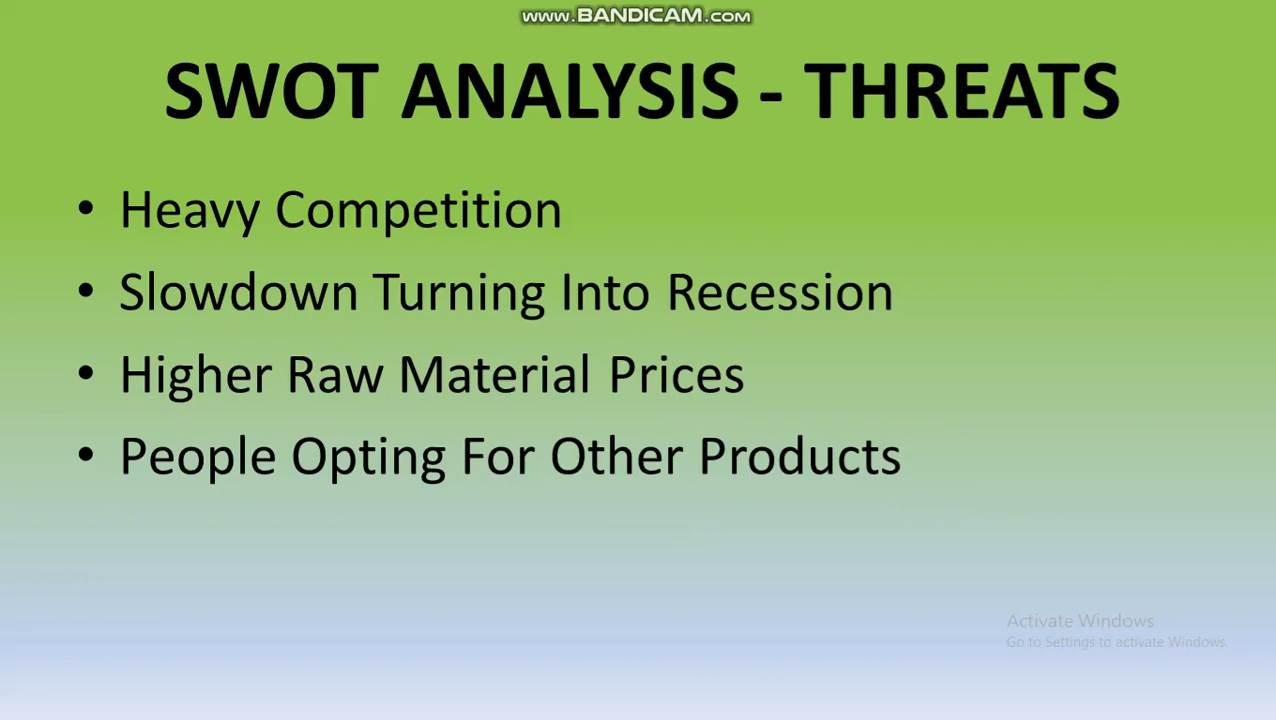 www.BANDICAM.com
SWOT ANALYSIS - THREATS
• Heavy Competition
• Slowdown Turning Into Recession
• Higher Raw Material Prices
• People Opting For Other Products
Activate Windows
Go to Settings to activate Windows.